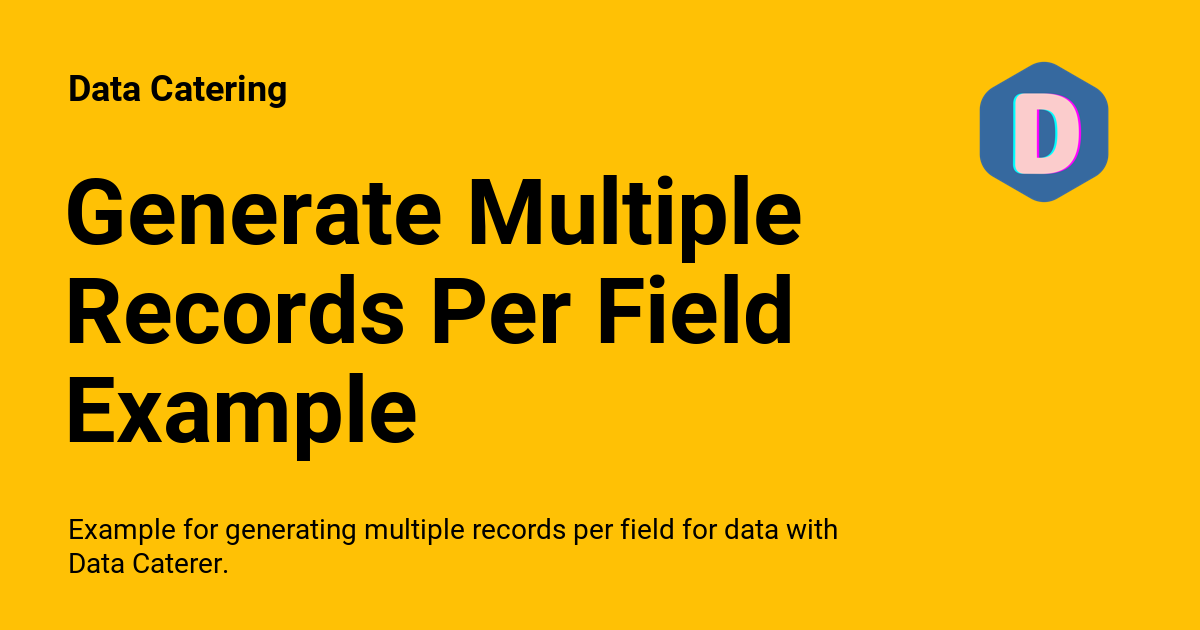 Data Catering
D
Generate Multiple
Records Per Field
Example
Example for generating multiple records per field for data with
Data Caterer.